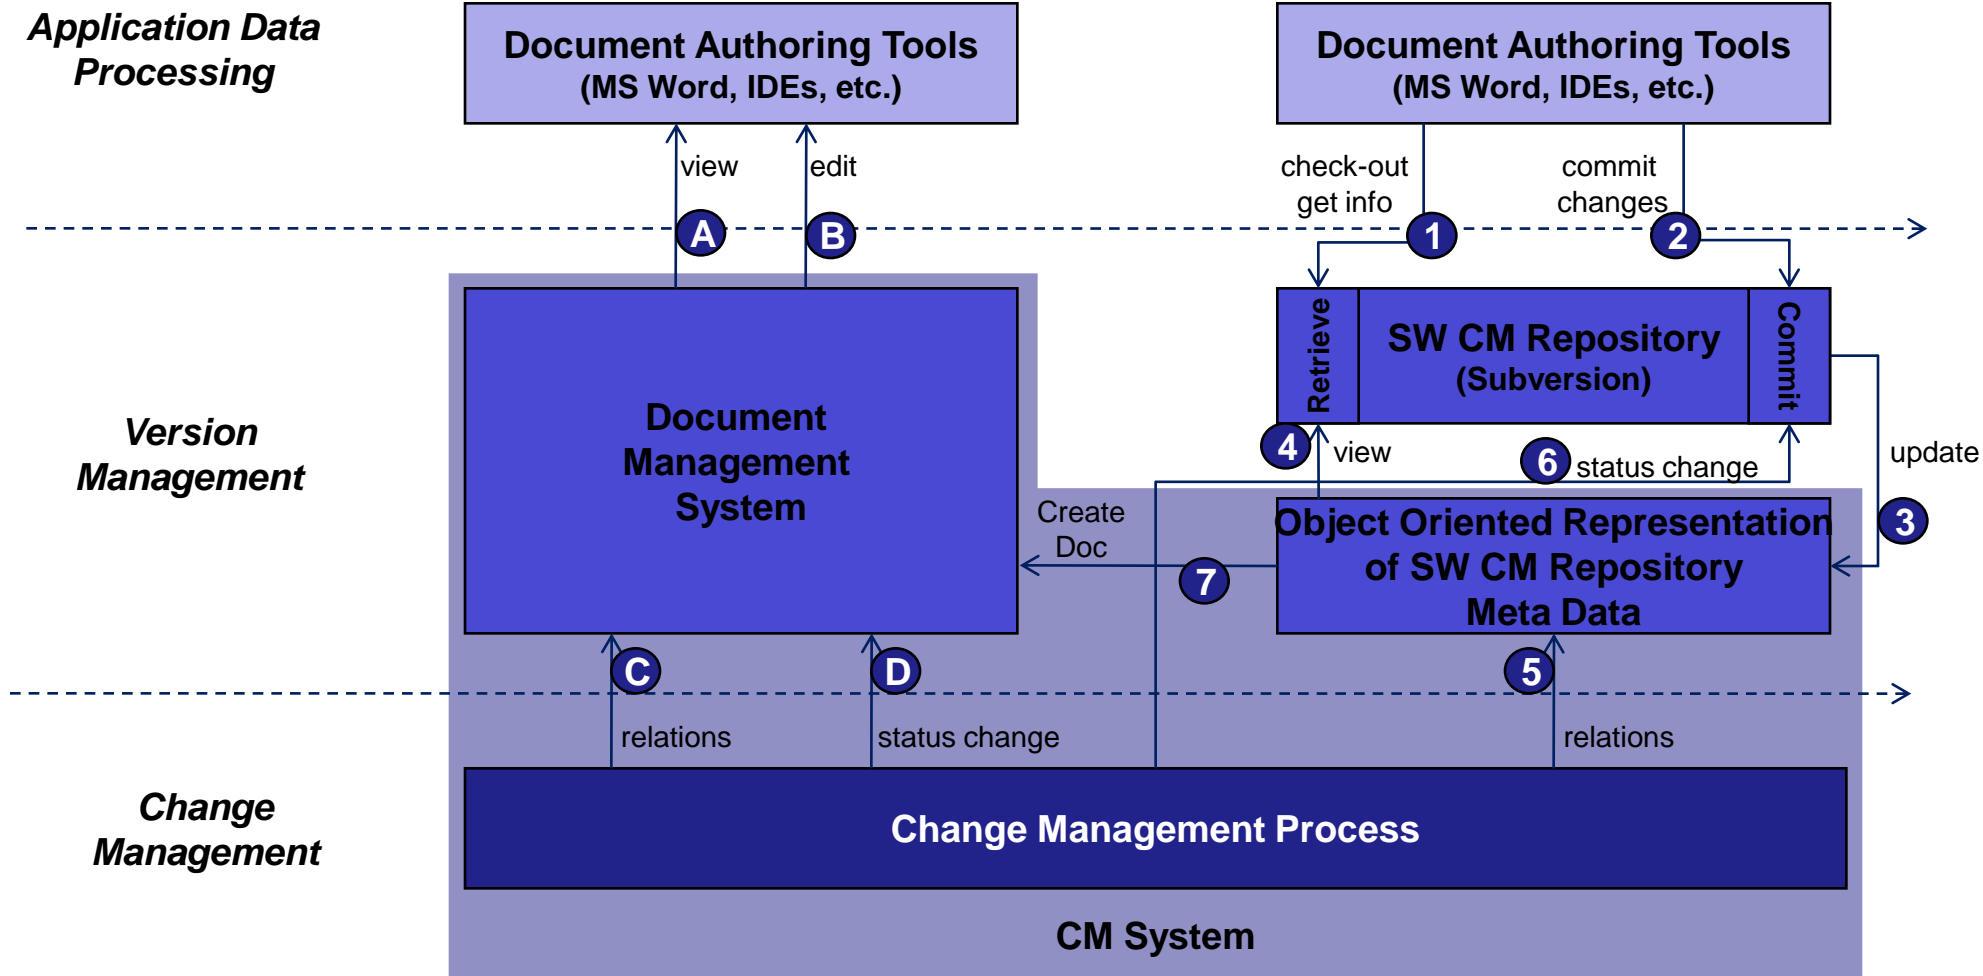 Application Data
Processing
Document Authoring Tools
(MS Word, IDEs, etc.)
Document Authoring Tools
(MS Word, IDEs, etc.)
view
edit
check-out
get info
commit
changes
A
B
1
2
Version
Management
Document
Management
System
Retrieve
SW CM Repository
(Subversion)
Commit
4
view
6
status change
update
3
Create
Doc
7
Object Oriented Representation
of SW CM Repository
Meta Data
C
D
5
relations
status change
relations
Change
Management
Change Management Process
CM System